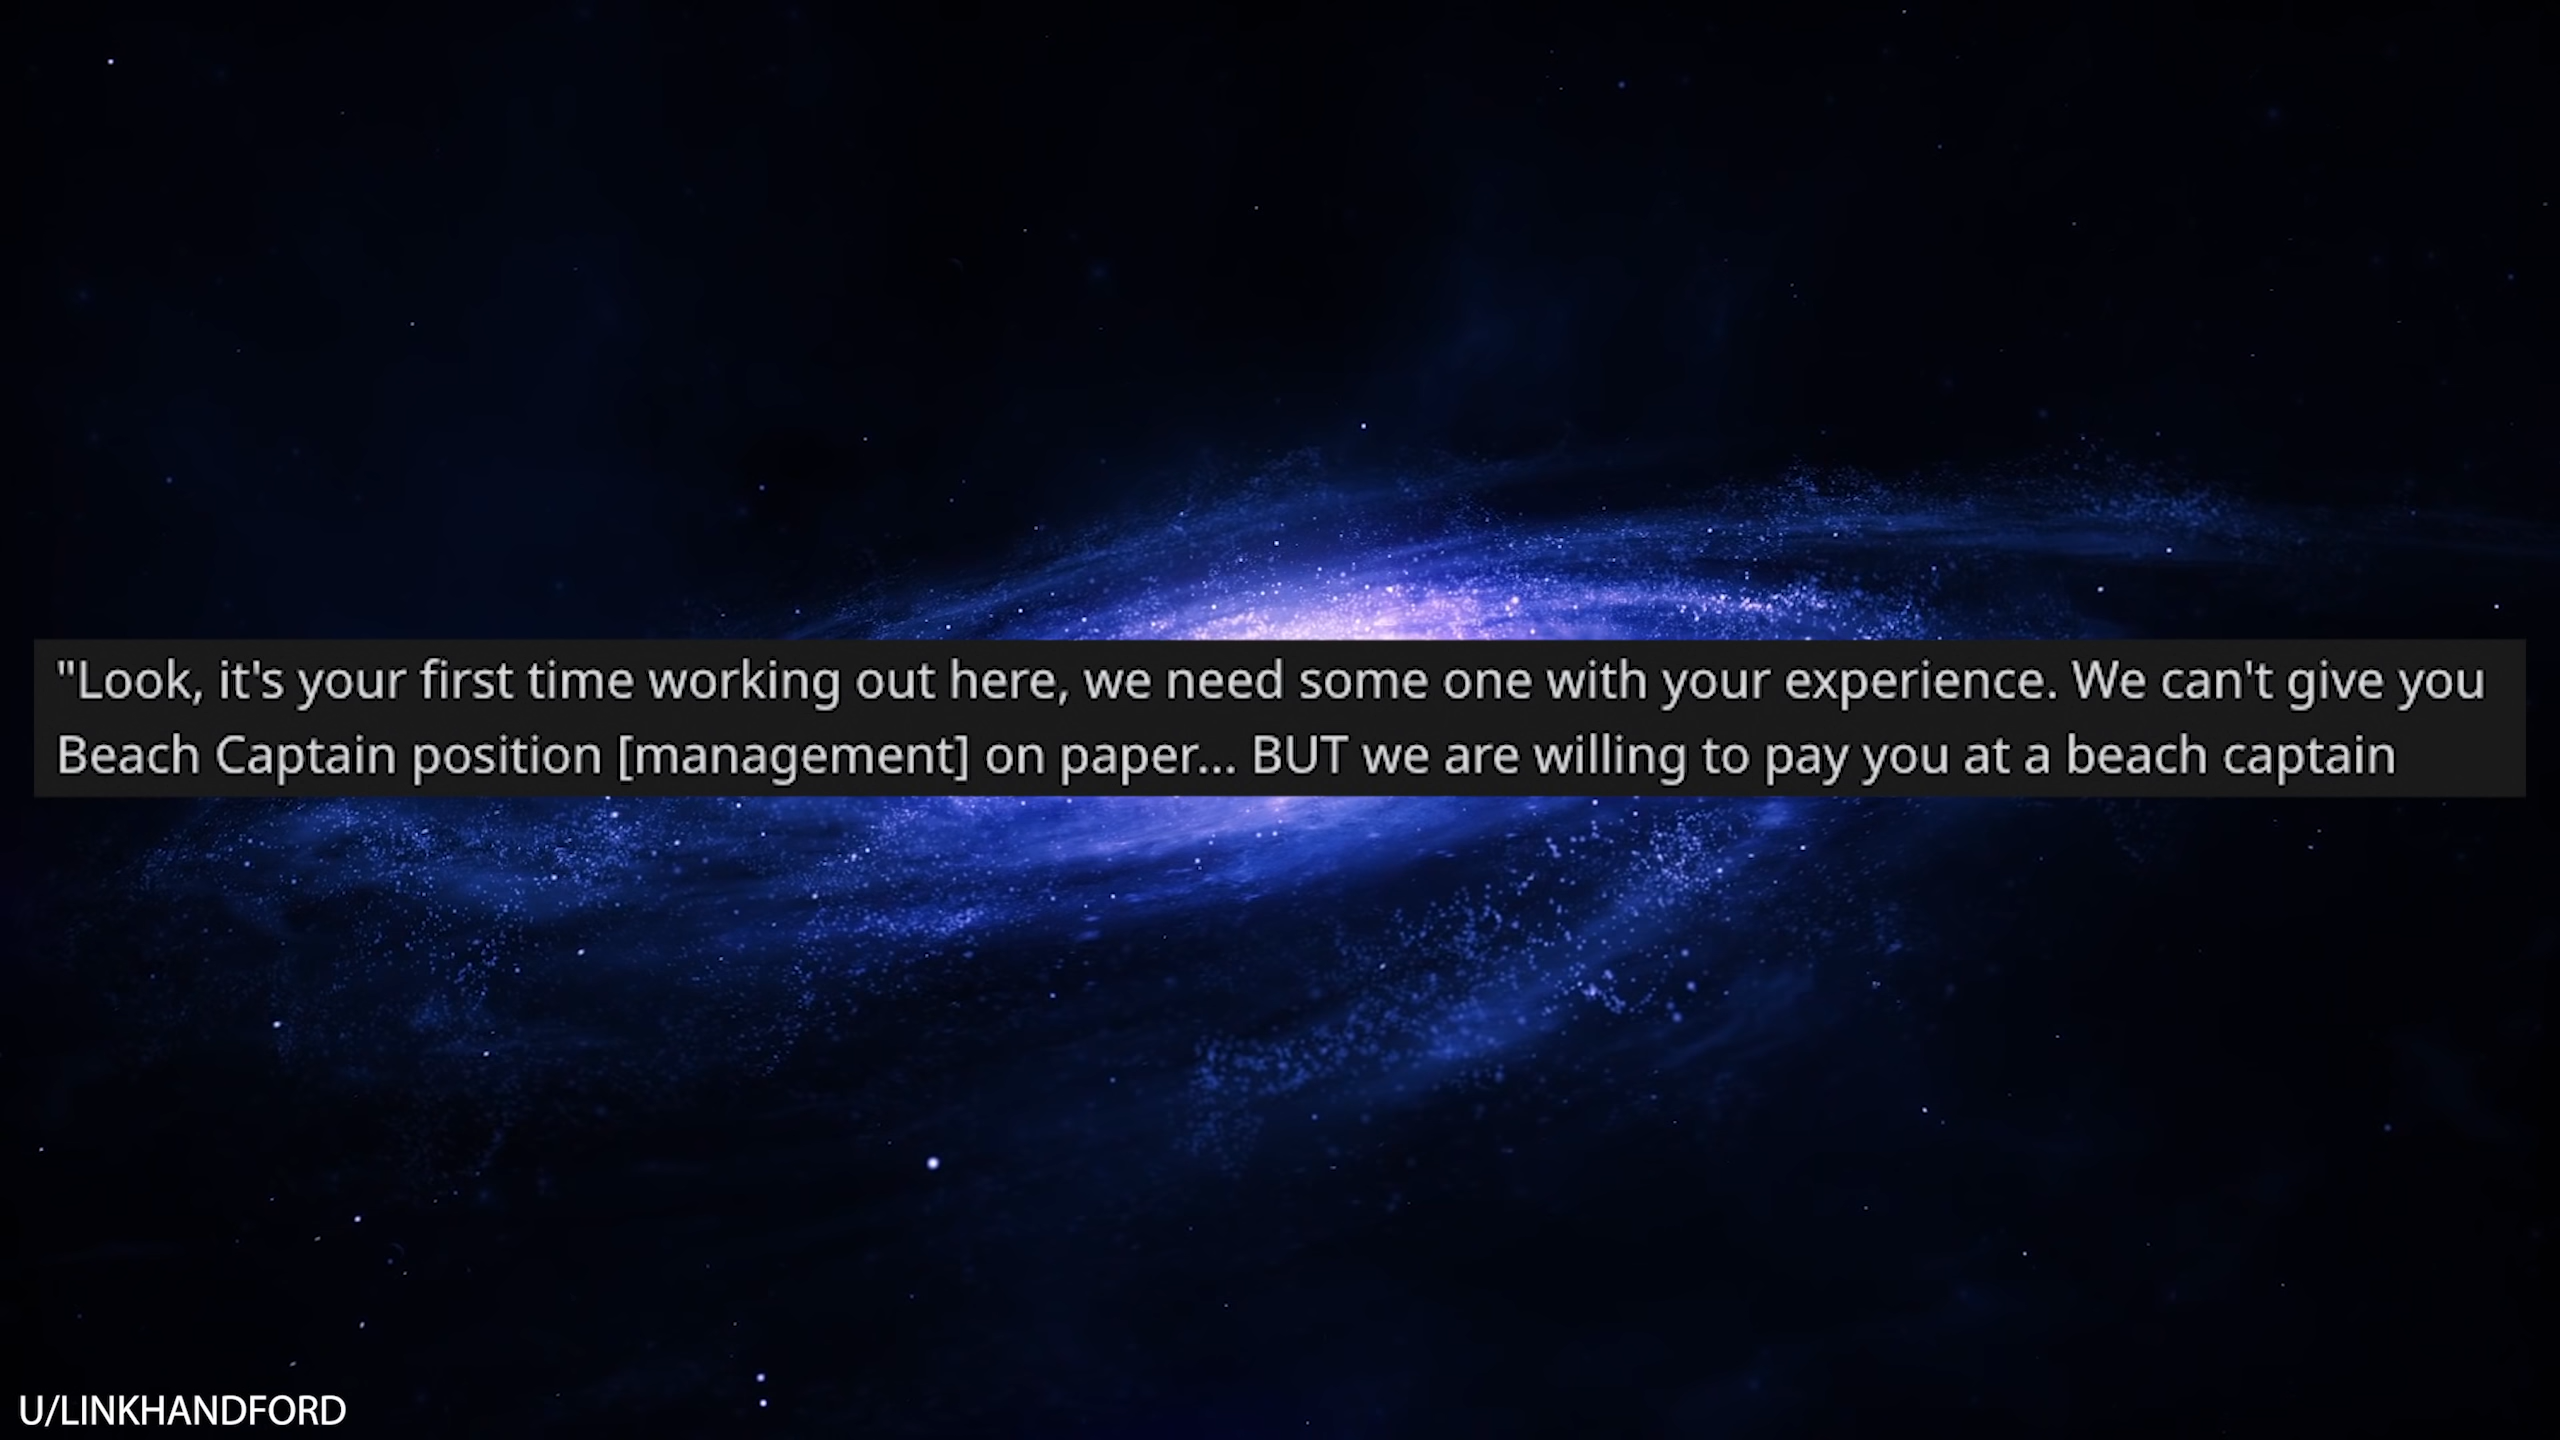 "Look, it's your first time working out here, we need some one with your experience. We can't give you
Beach Captain position [management] on paper... BUT we are willing to pay you at a beach captain
U/LINKHANDFORD